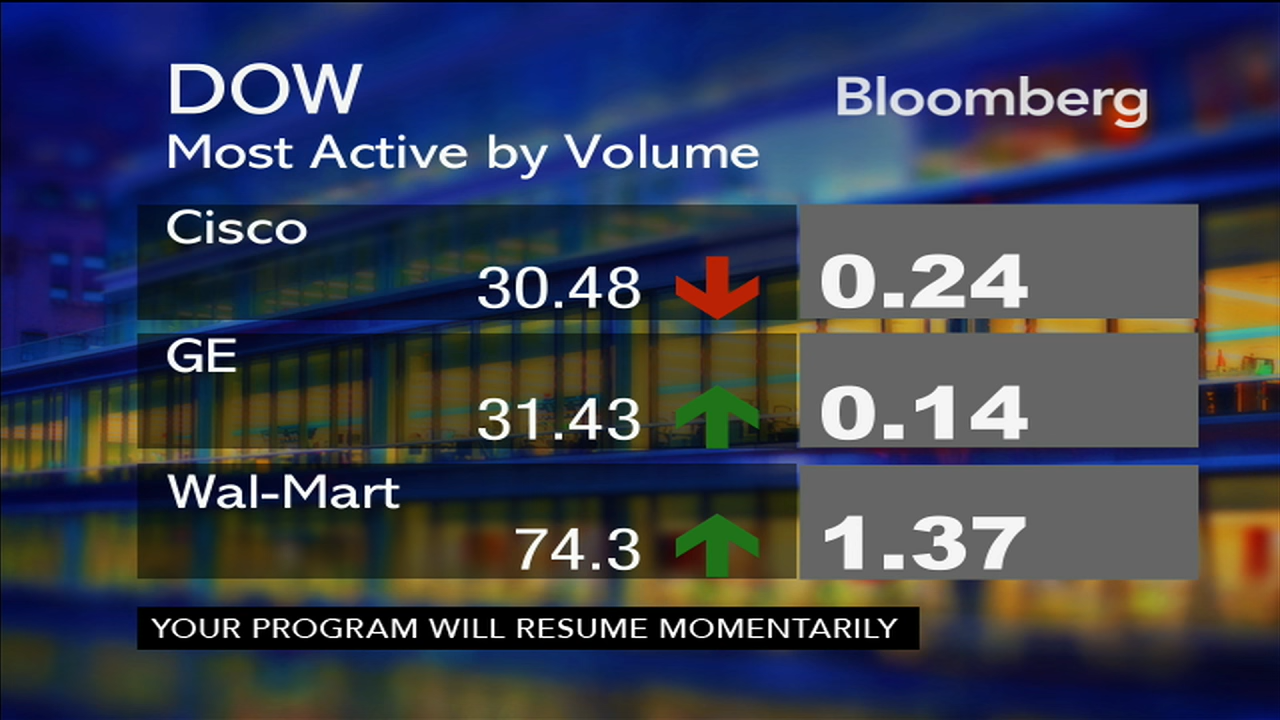 DOW
Bloomberg
Most Active by Volume
Cisco
30.48 0.24
GE
31.43 0.14
Wal-Mart
74.3 1.37
YOUR PROGRAM WILL RESUME MOMENTARILY